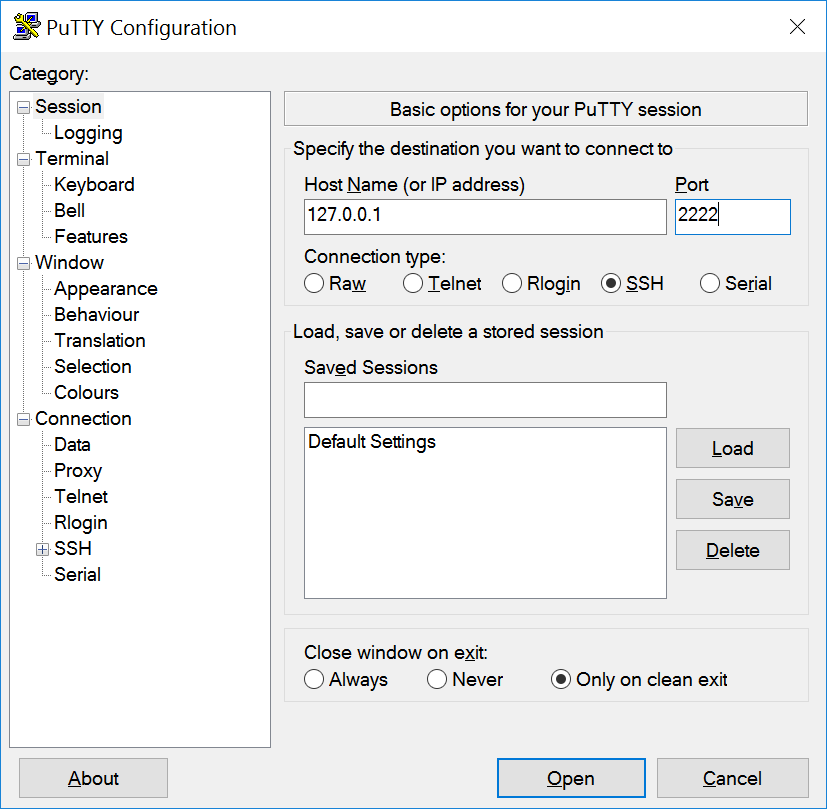 PuTTY Configuration
Category:
Session
Logging
Terminal
Keyboard
Bell
Features
Window
Appearance
Behaviour
Translation
Selection
Colours
Connection
Data
Proxy
Telnet
Rlogin
SSH
Serial
Basic options for your PuTTY session
Specify the destination you want to connect to
Host Name (or IP address) Port
127.0.0.1 2222
Connection type:
Raw Telnet Rlogin SSH Serial
Load, save or delete a stored session
Saved Sessions
Default Settings
Load
Save
Delete
Close window on exit:
Always Never Only on clean exit
About Open Cancel